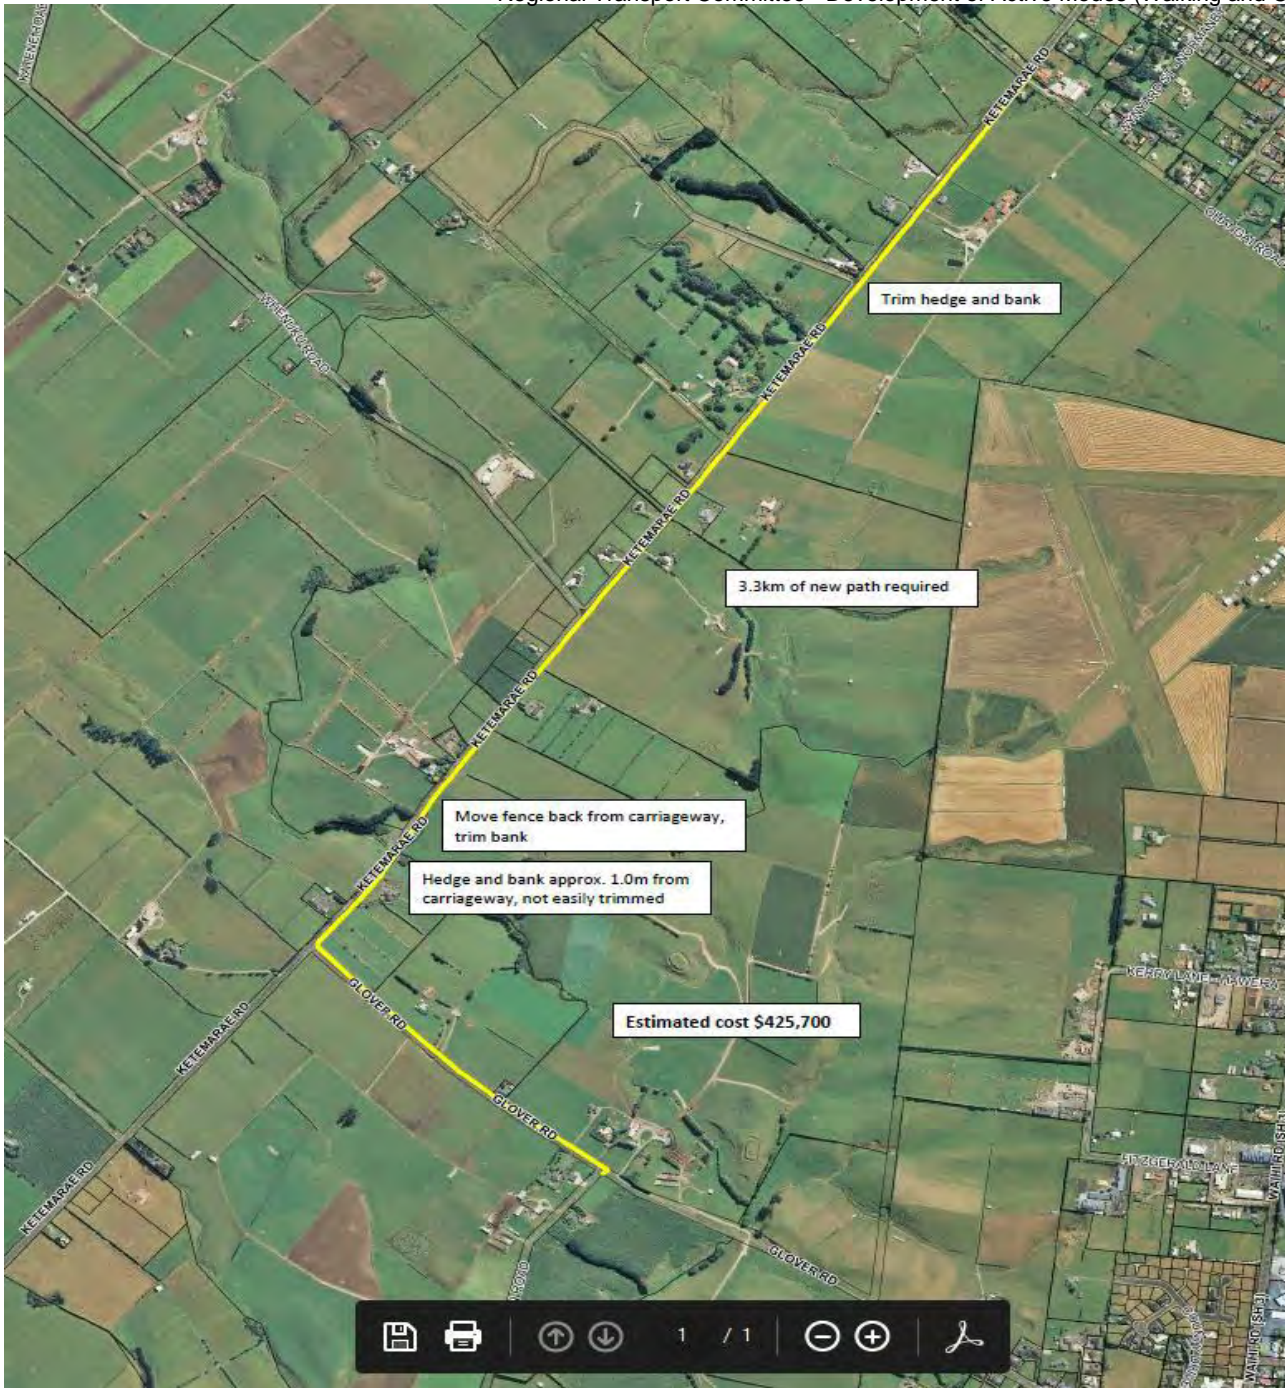 KETEMARAE RD
Trim hedge and bank
WHENUKU ROAD
KETEMARAE RD
KETEMARAE RD
3.3km of new path required
KETEMARAE RD
Move fence back from carriageway,
trim bank
KETEMARAE RD
Hedge and bank approx. 1.0m from
carriageway, not easily trimmed
KERRY LANE
GLOVER RD
Estimated cost $425,700
KETEMARAE RD
GLOVER RD
FITZGERALD LANE
KETEMARAE RD
GLOVER RD
WAIHI RD (SH 3)
1 / 1